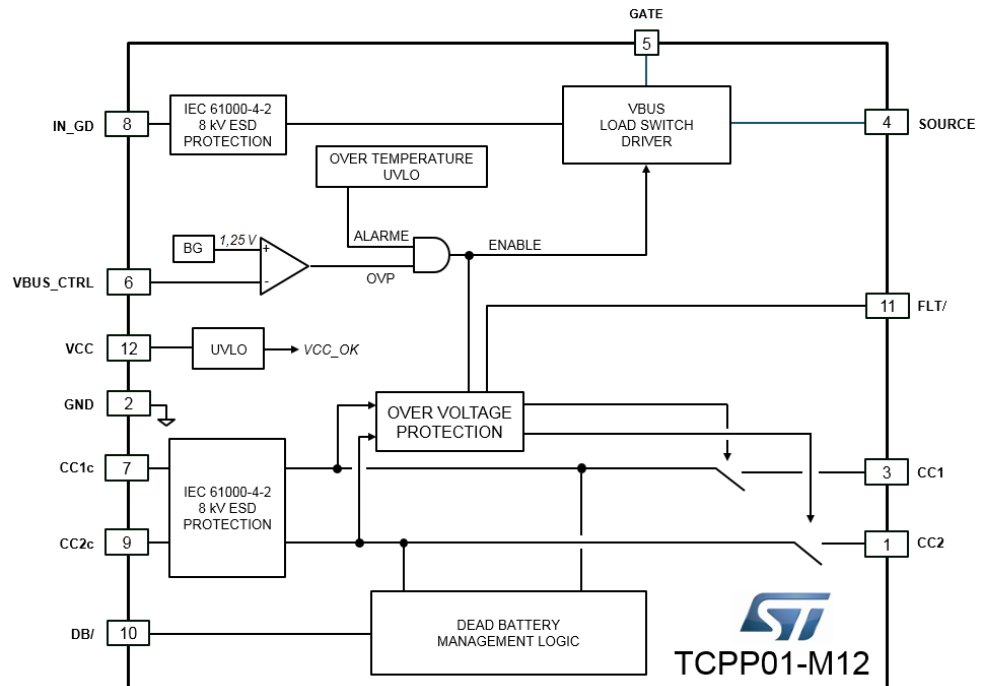 GATE
5
IN_GD
8
IEC 61000-4-2
8 kV ESD
PROTECTION
VBUS
LOAD SWITCH
DRIVER
4
SOURCE
OVER TEMPERATURE
UVLO
BG
1,25 V
+
-
ALARME
OVP
ENABLE
VBUS_CTRL
6
11
FLT/
VCC
12
UVLO
VCC_OK
GND
2
OVER VOLTAGE
PROTECTION
CC1c
7
IEC 61000-4-2
8 kV ESD
PROTECTION
3
CC1
CC2c
9
1
CC2
DB/
10
DEAD BATTERY
MANAGEMENT LOGIC
ST
TCPP01-M12